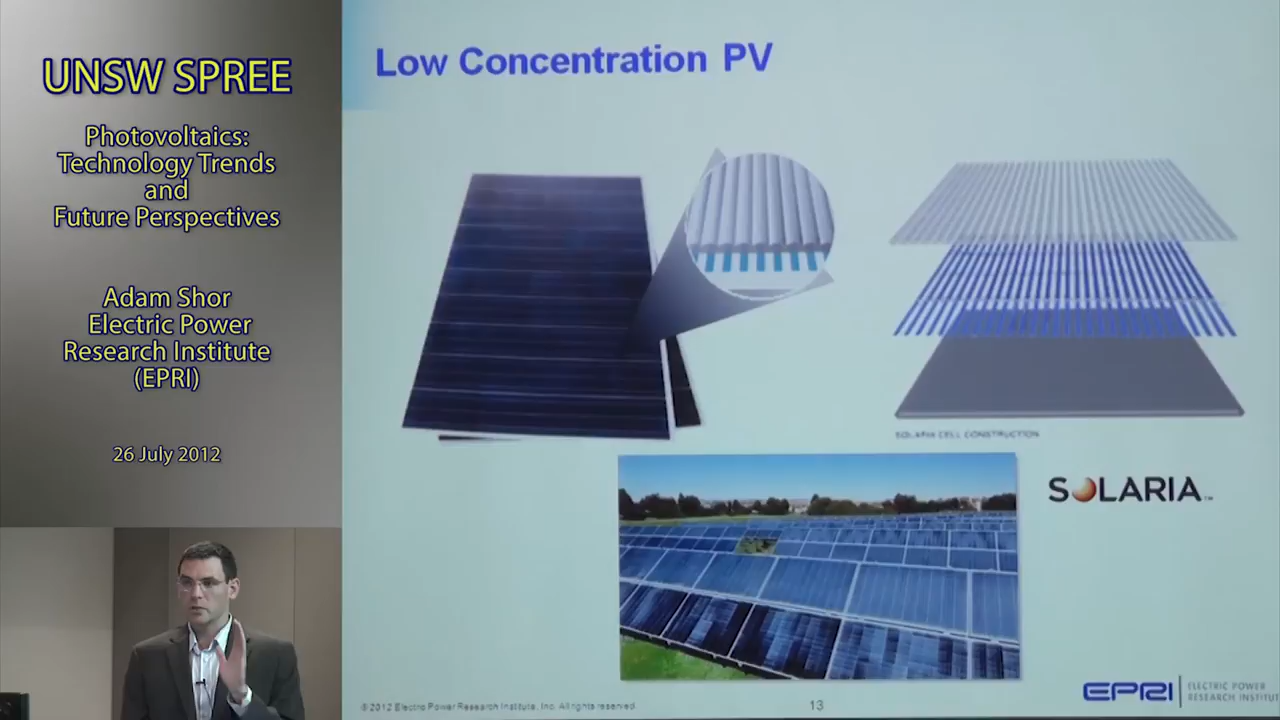 UNSW SPREE
Photovoltaics:
Technology Trends
and
Future Perspectives
Adam Shor
Electric Power
Research Institute
(EPRI)
26 July 2012
Low Concentration PV
SOLARIA CELL CONSTRUCTION
SOLARIA™
© 2012 Electric Power Research Institute, Inc. All rights reserved.
13
EPRI
ELECTRIC POWER
RESEARCH INSTITUTE